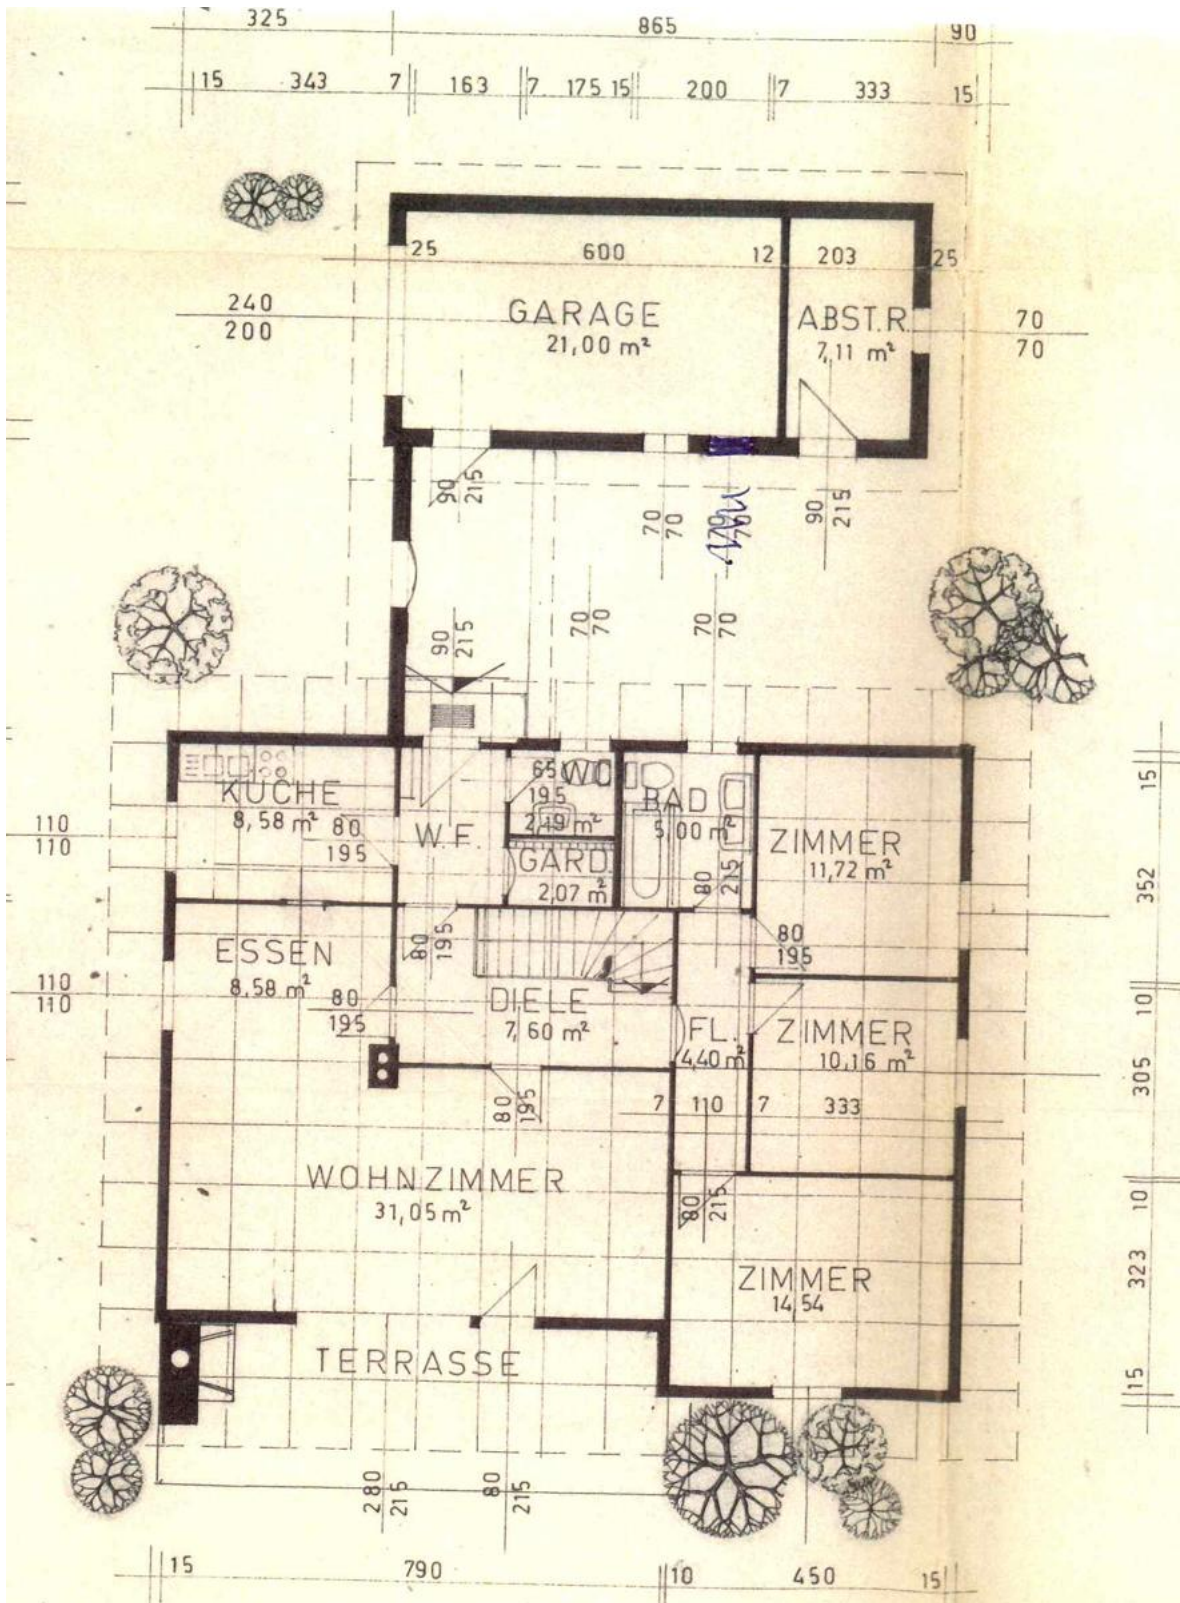 325 865 90
15 343 7 163 7 175 15 200 7 333 15
25 600 12 203 25
240
200
GARAGE
21,00 m²
ABST.R.
7,11 m²
70
70
90
215
70
70
70
70
90
215
90
215
70
70
70
70
KÜCHE
8,58 m²
110
110
80
195
W.F.
65
195
WC
2,19 m²
GARD.
2,07 m²
BAD
5,00 m²
80
215
ZIMMER
11,72 m²
15
352
ESSEN
8,58 m²
110
110
80
195
80
195
DIELE
7,60 m²
FL.
4,40 m²
80
195
ZIMMER
10,16 m²
10
305
80
195
7 110 7 333
WOHNZIMMER
31,05 m²
80
215
10
ZIMMER
14,54
323
TERRASSE
15
280
215
80
215
15 790 10 450 15